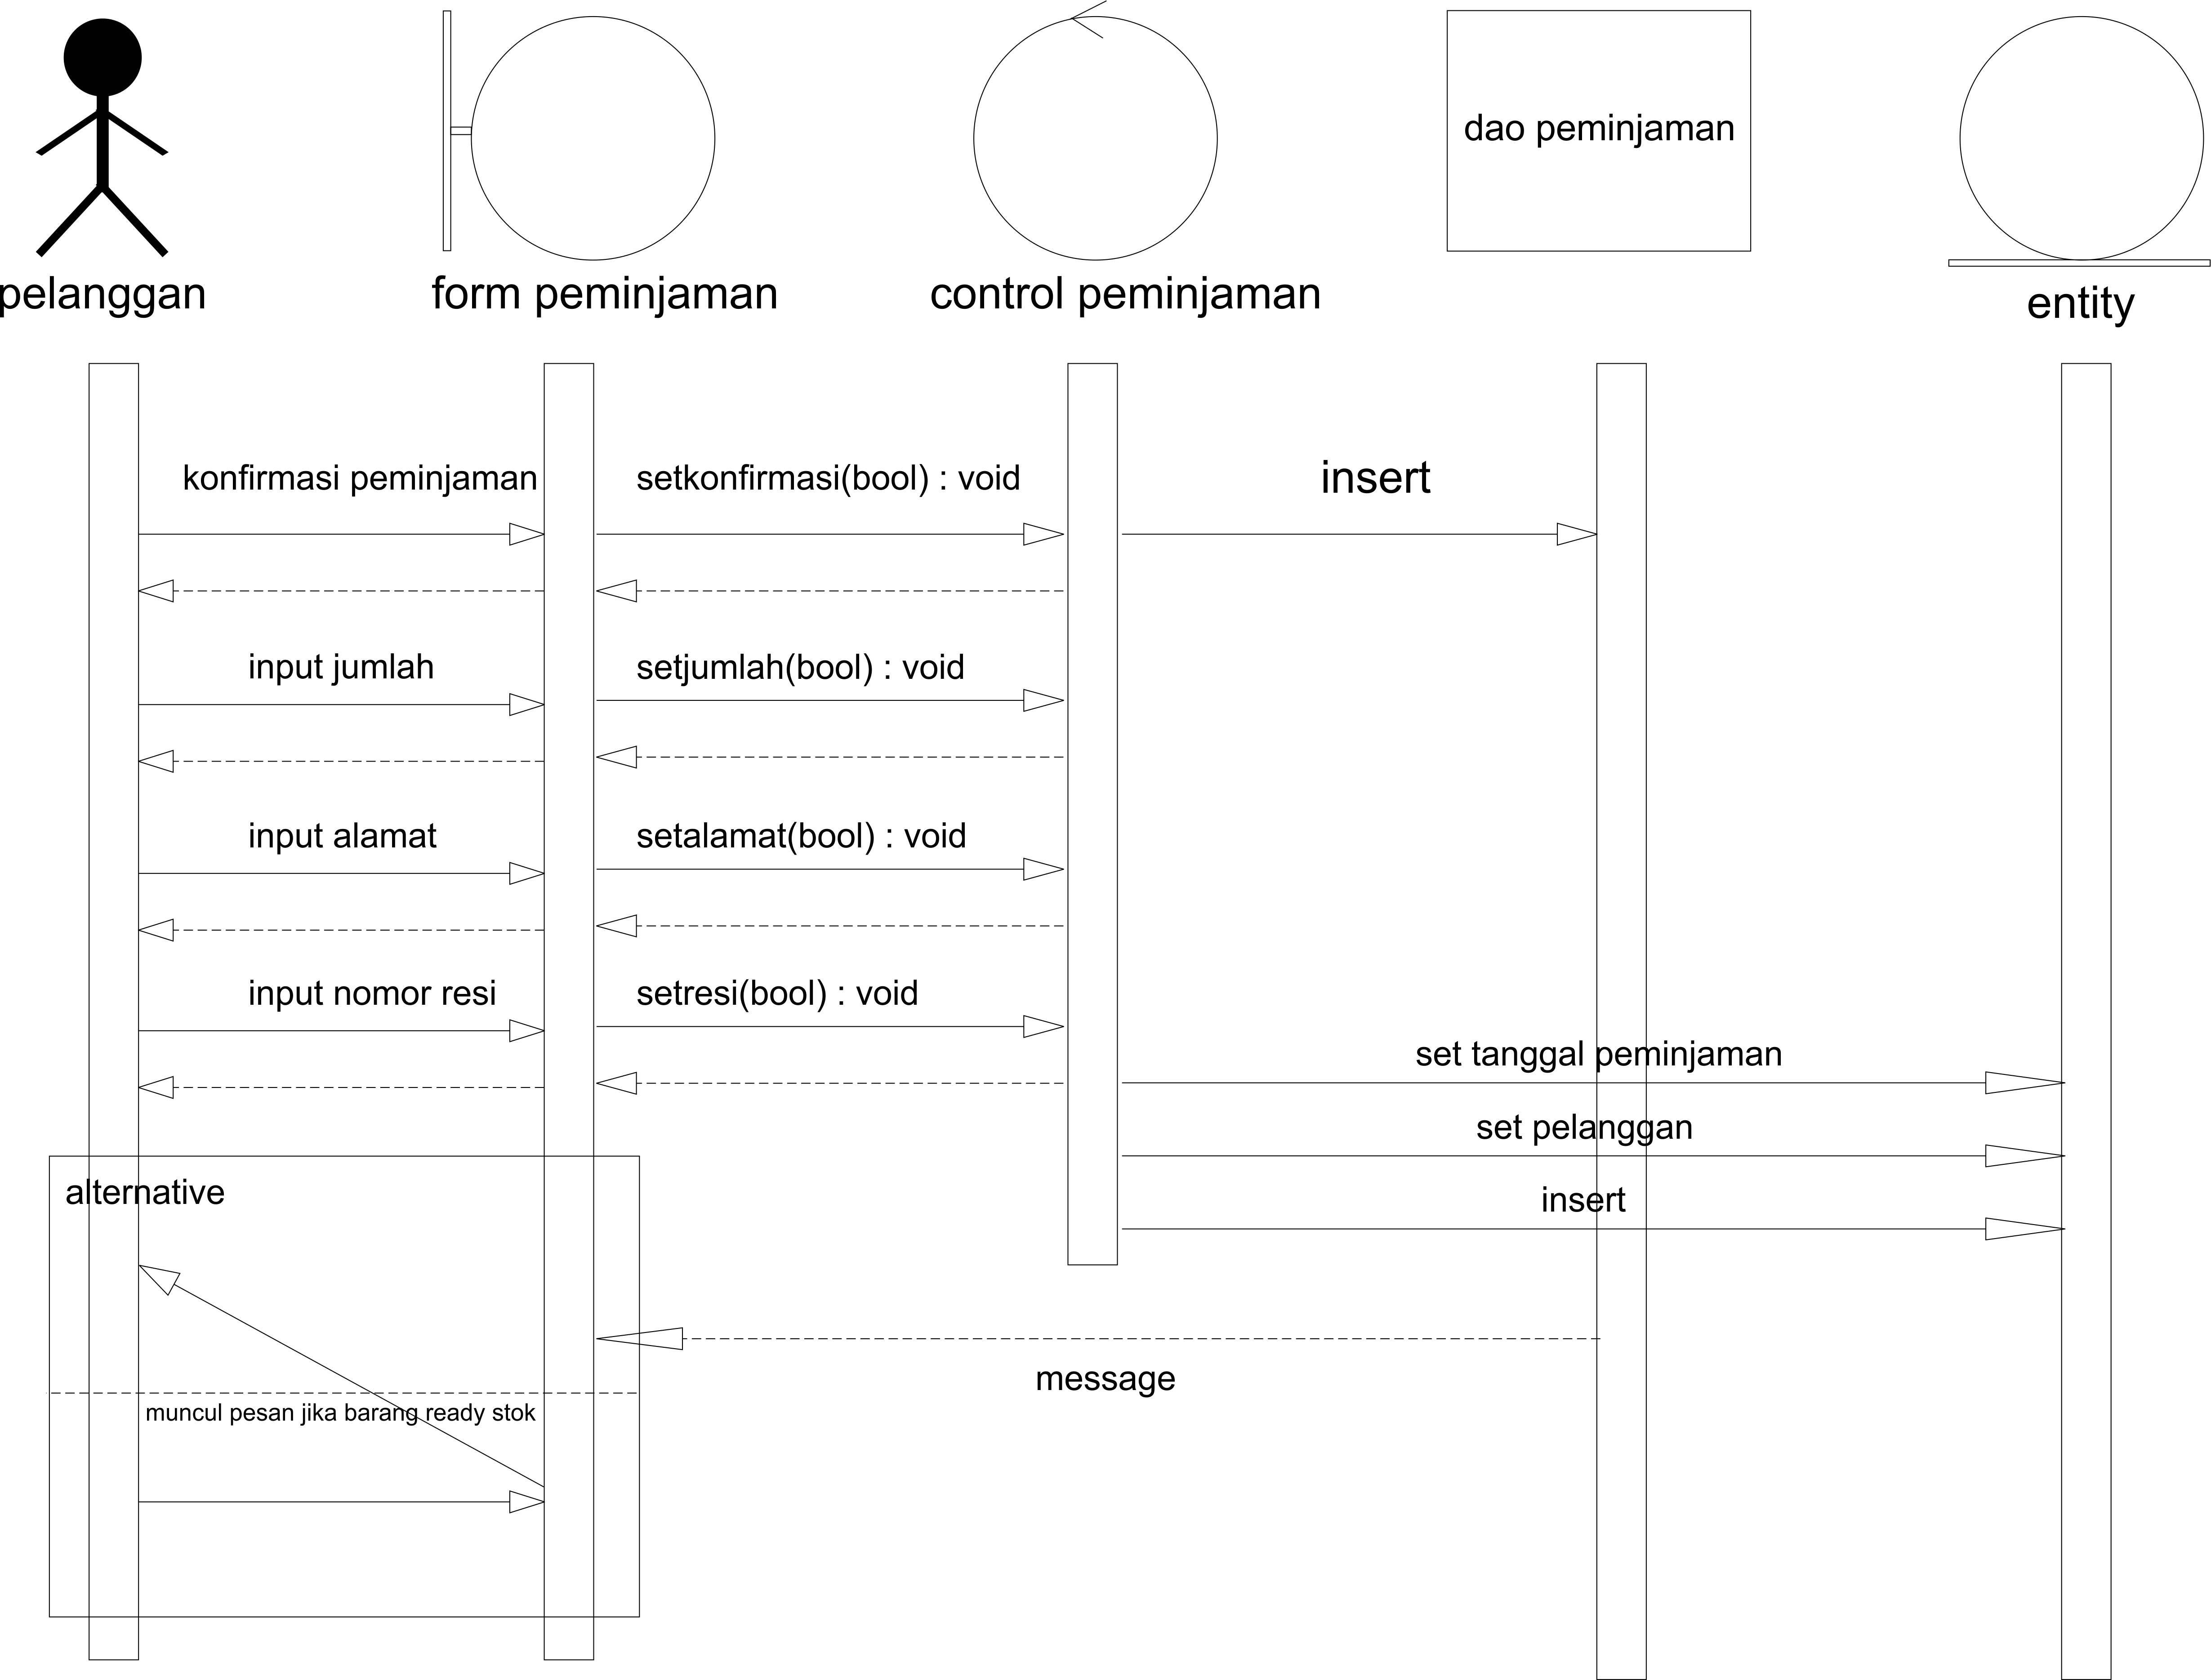 dao peminjaman
pelanggan
form peminjaman
control peminjaman
entity
konfirmasi peminjaman
setkonfirmasi(bool) : void
insert
input jumlah
setjumlah(bool) : void
input alamat
setalamat(bool) : void
input nomor resi
setresi(bool) : void
set tanggal peminjaman
set pelanggan
alternative
insert
message
muncul pesan jika barang ready stok